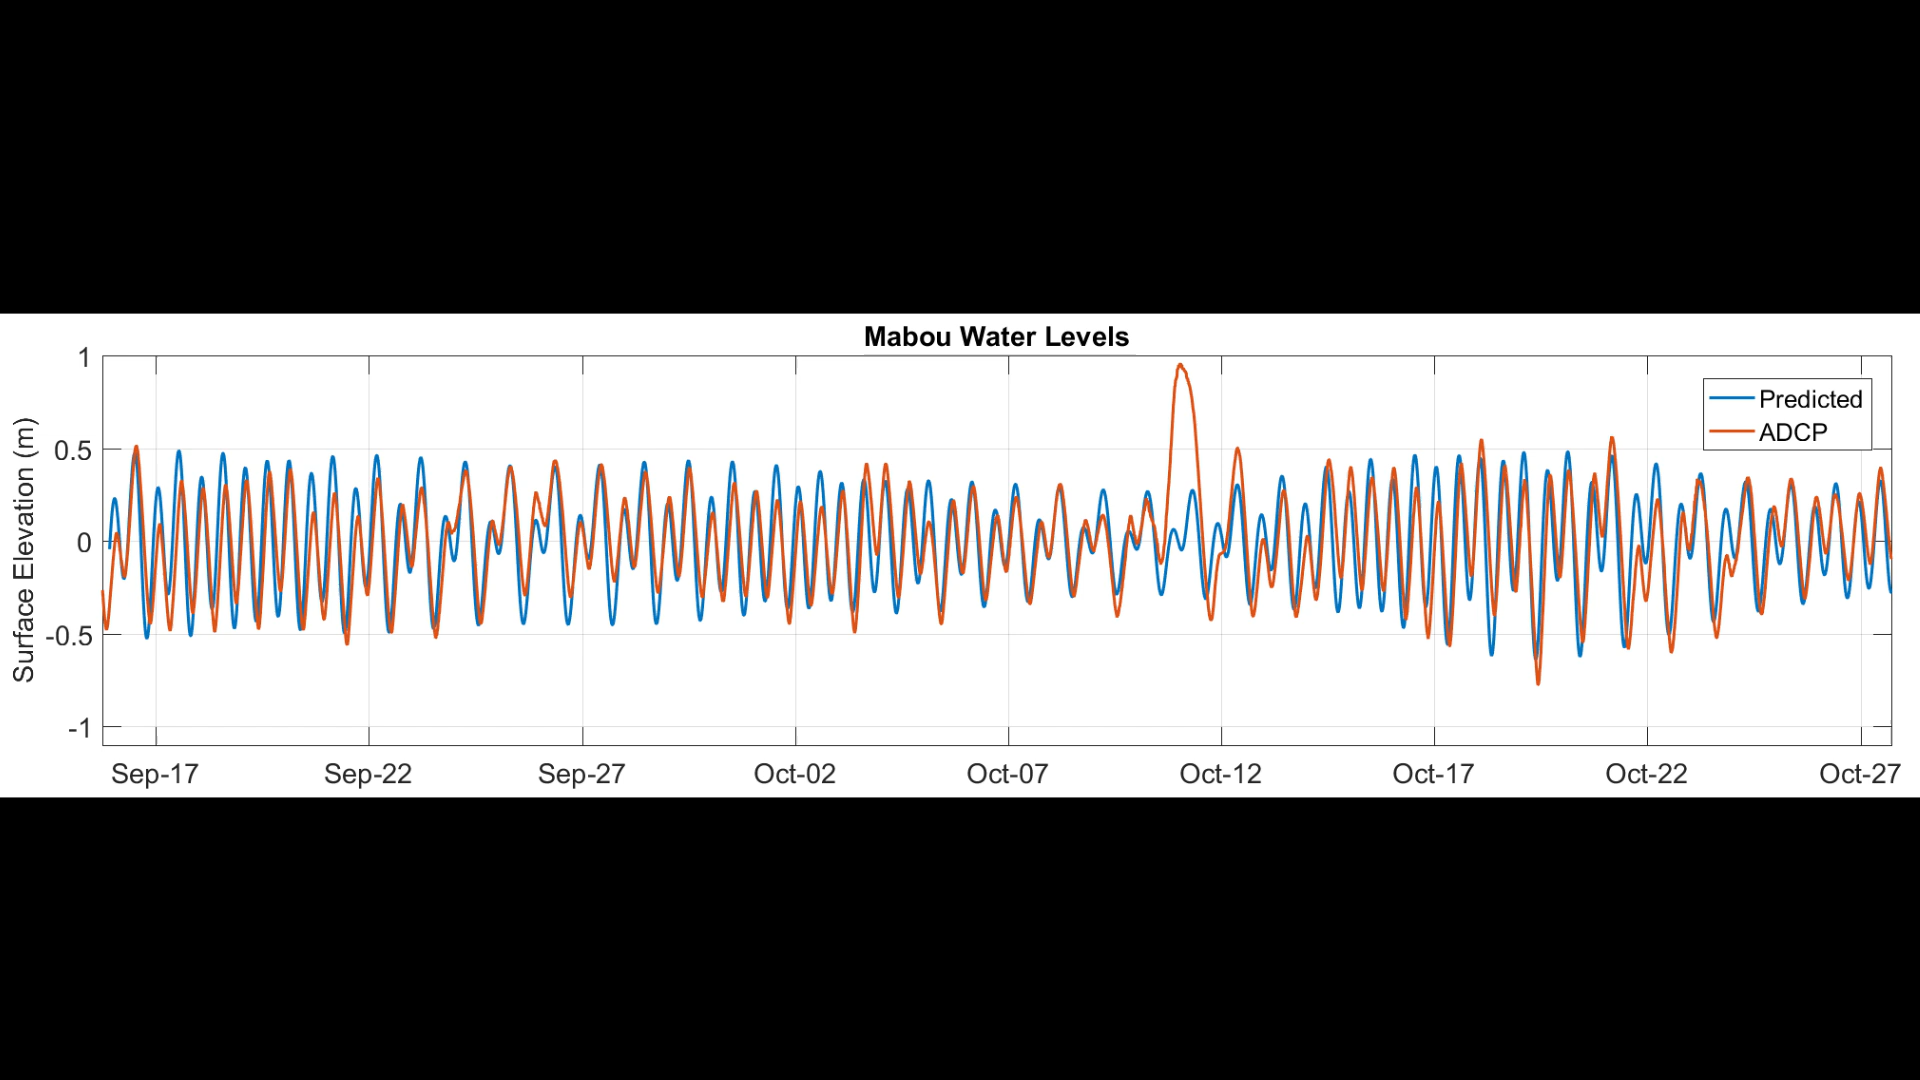 Mabou Water Levels
1
0.5
0
-0.5
-1
Surface Elevation (m)
Predicted
ADCP
Sep-17 Sep-22 Sep-27 Oct-02 Oct-07 Oct-12 Oct-17 Oct-22 Oct-27